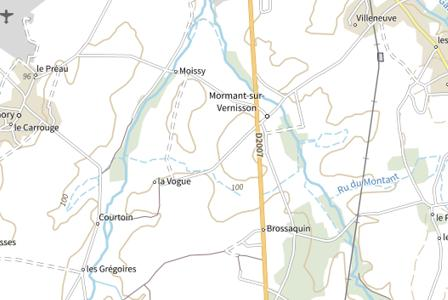 Villeneuve
les
le Préau
96
Moissy
Mormant-sur-
Vernisson
ory
le Carrouge
D2007
la Vogue
100
Ru du Montant
100
Courtoin
Brossaquin
sses
les Grégoires